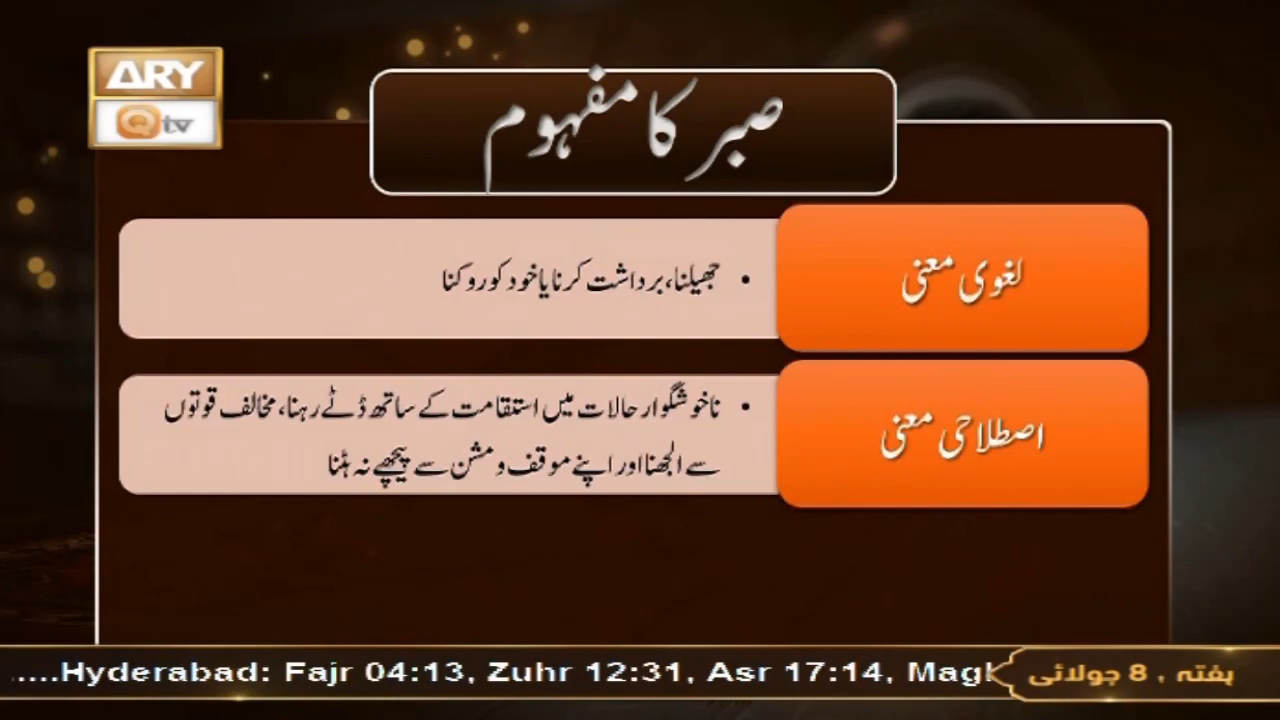 ARY
Qtv
صبر کا مفہوم
لغوی معنی
• جھیلنا، برداشت کرنا یا خود کو روکنا
اصطلاحی معنی
• ناخوشگوار حالات میں استقامت کے ساتھ ڈٹے رہنا، مخالف قوتوں
سے الجھنا اور اپنے موقف و مشن سے پیچھے نہ ہٹنا
.....Hyderabad: Fajr 04:13, Zuhr 12:31, Asr 17:14, Magh
ہفتہ , 8 جولائی